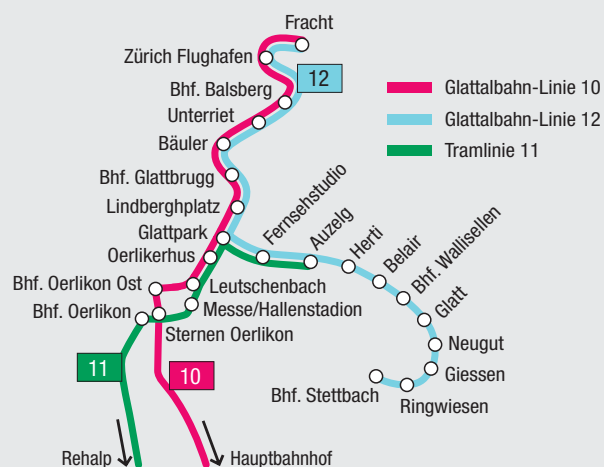 Fracht
Zürich Flughafen
12
Bhf. Balsberg
Glattalbahn-Linie 10
Unterriet
Glattalbahn-Linie 12
Bäuler
Tramlinie 11
Bhf. Glattbrugg
Lindberghplatz
Fernsehstudio
Glattpark
Auzelg
Herti
Belair
Bhf. Wallisellen
Oerlikerhus
Glatt
Bhf. Oerlikon Ost
Leutschenbach
Bhf. Oerlikon
Messe/Hallenstadion
Sternen Oerlikon
Neugut
11
10
Giessen
Bhf. Stettbach
Ringwiesen
Rehalp
Hauptbahnhof